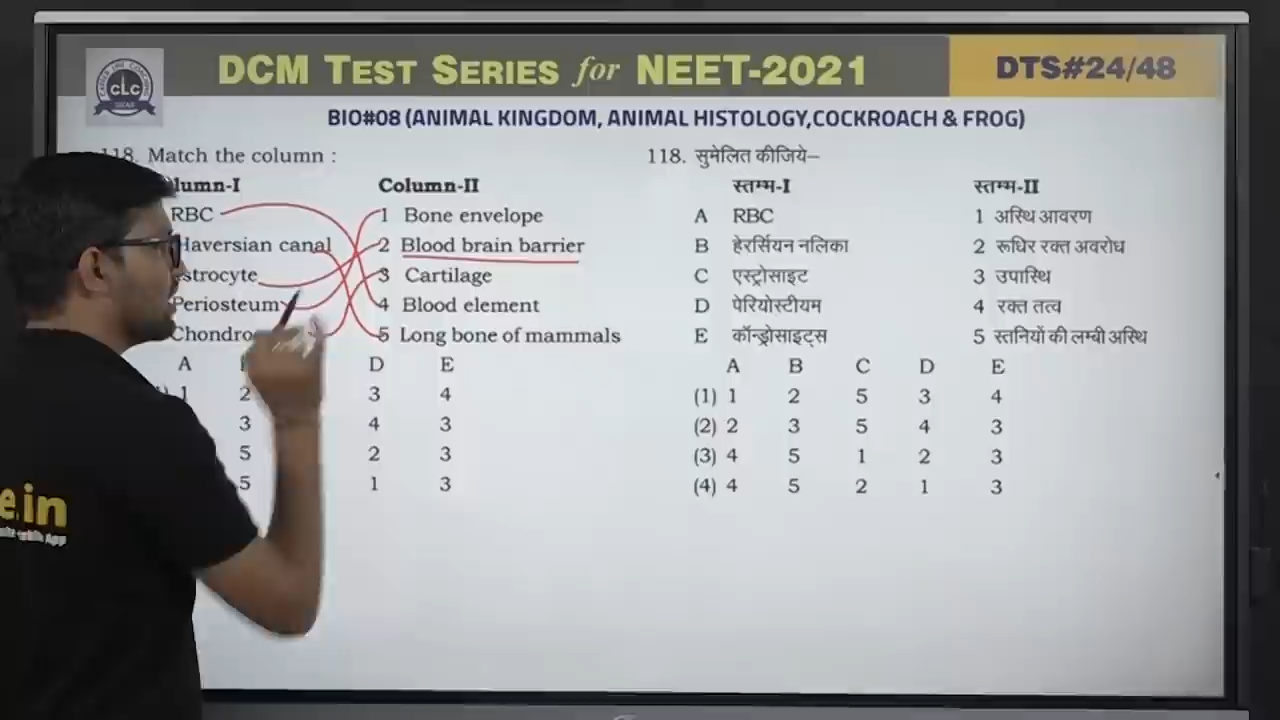 DCM TEST SERIES for NEET-2021
DTS#24/48
CLC
BIO#08 (ANIMAL KINGDOM, ANIMAL HISTOLOGY,COCKROACH & FROG)
118. Match the column :
lumn-I Column-II
RBC 1 Bone envelope
Haversian canal 2 Blood brain barrier
strocyte 3 Cartilage
Periosteum 4 Blood element
Chondro 5 Long bone of mammals
A D E
1 2 3 4
3 4 3
5 2 3
5 1 3
118. सुमेलित कीजिये–
स्तम्भ-I स्तम्भ-II
A RBC 1 अस्थि आवरण
B हेरर्सियन नलिका 2 रूधिर रक्त अवरोध
C एस्ट्रोसाइट 3 उपास्थि
D पेरियोस्टीयम 4 रक्त तत्व
E कॉन्ड्रोसाइट्स 5 स्तनियों की लम्बी अस्थि
A B C D E
(1) 1 2 5 3 4
(2) 2 3 5 4 3
(3) 4 5 1 2 3
(4) 4 5 2 1 3
e.in